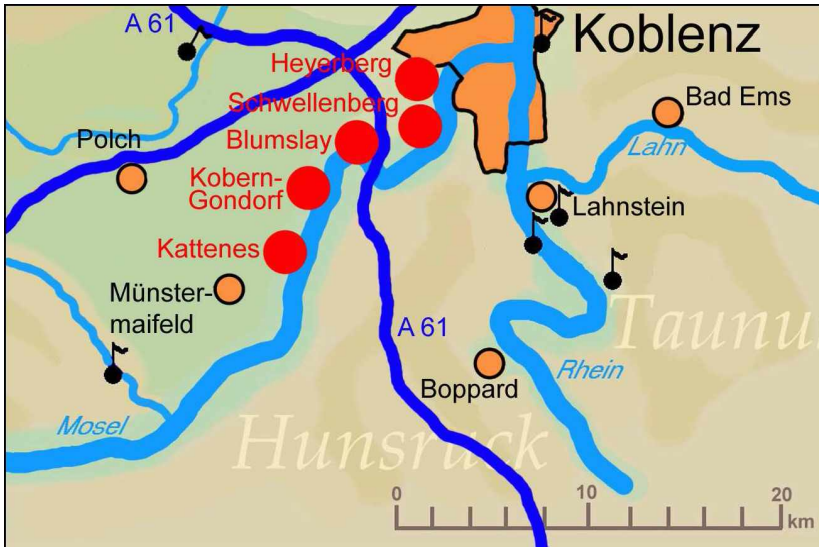 A 61
Koblenz
Heyerberg
Schwellenberg
Bad Ems
Polch
Blumslay
Lahn
Kobern-
Gondorf
Lahnstein
Kattenes
Münster-
maifeld
Taunu
A 61
Rhein
Boppard
Mosel
Hunsrück
0
10
20
km